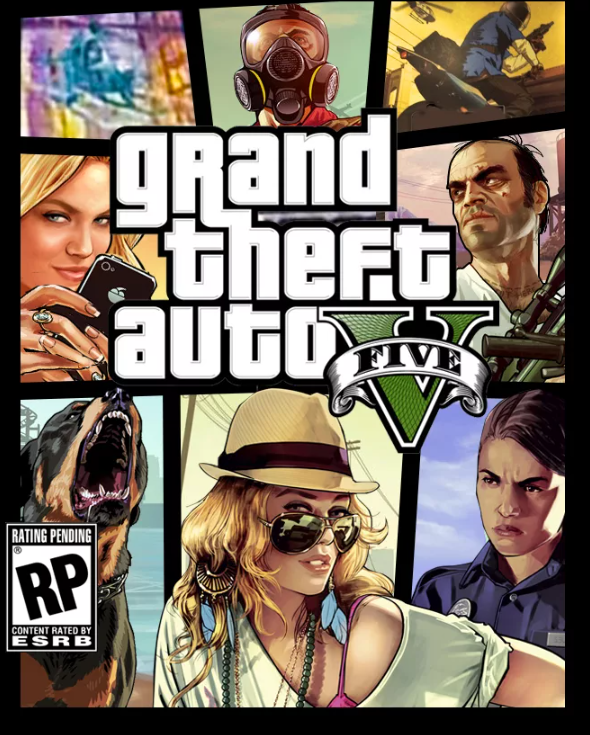 grand
theft
auto
V
FIVE
RATING PENDING
®
RP
CONTENT RATED BY
ESRB